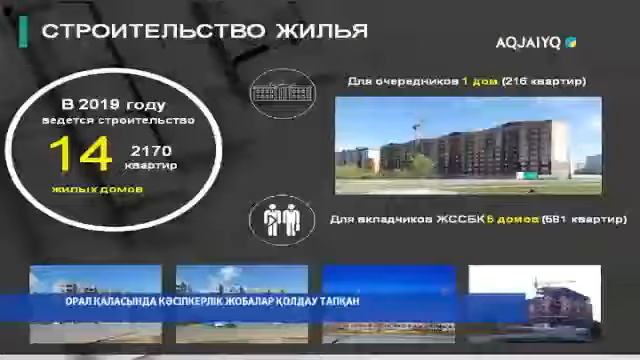 СТРОИТЕЛЬСТВО ЖИЛЬЯ
AQJAIYQ
В 2019 году
ведется строительство
14 2170
квартир
жилых домов
Для очередников 1 дом (216 квартир)
Для вкладчиков ЖССБК 5 домов (581 квартир)
ОРАЛ ҚАЛАСЫНДА КӘСІПКЕРЛІК ЖОБАЛАР ҚОЛДАУ ТАПҚАН